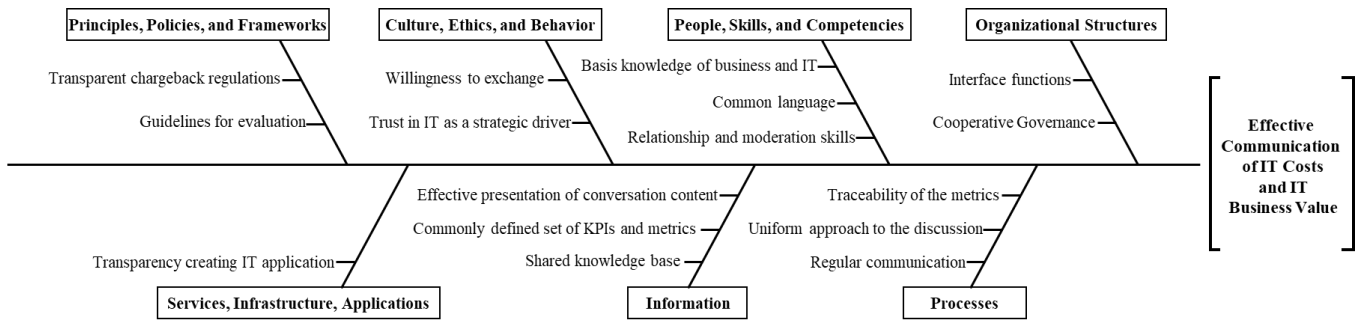 Principles, Policies, and Frameworks
Culture, Ethics, and Behavior
People, Skills, and Competencies
Organizational Structures
Transparent chargeback regulations
Guidelines for evaluation
Willingness to exchange
Trust in IT as a strategic driver
Basis knowledge of business and IT
Common language
Relationship and moderation skills
Interface functions
Cooperative Governance
Effective
Communication
of IT Costs
and IT
Business Value
Transparency creating IT application
Effective presentation of conversation content
Commonly defined set of KPIs and metrics
Shared knowledge base
Traceability of the metrics
Uniform approach to the discussion
Regular communication
Services, Infrastructure, Applications
Information
Processes